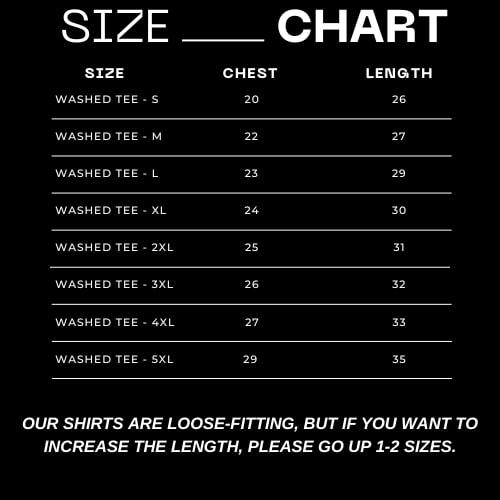 SIZE ____ CHART
SIZE CHEST LENGTH
WASHED TEE - S 20 26
WASHED TEE - M 22 27
WASHED TEE - L 23 29
WASHED TEE - XL 24 30
WASHED TEE - 2XL 25 31
WASHED TEE - 3XL 26 32
WASHED TEE - 4XL 27 33
WASHED TEE - 5XL 29 35
OUR SHIRTS ARE LOOSE-FITTING, BUT IF YOU WANT TO
INCREASE THE LENGTH, PLEASE GO UP 1-2 SIZES.